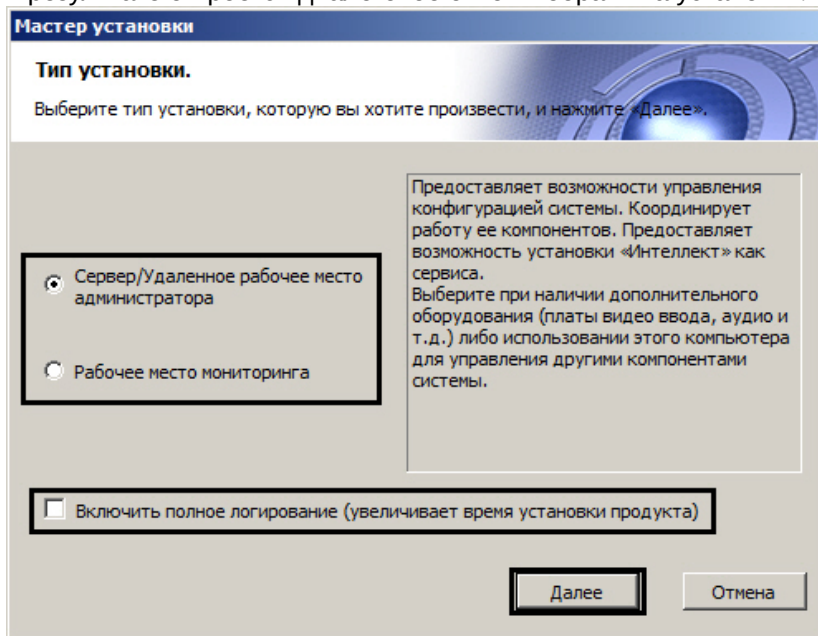 Мастер установки
Тип установки.
Выберите тип установки, которую вы хотите произвести, и нажмите «Далее».
Предоставляет возможности управления
конфигурацией системы. Координирует
работу ее компонентов. Предоставляет
возможность установки «Интеллект» как
сервиса.
Выберите при наличии дополнительного
оборудования (платы видео ввода, аудио и
т.д.) либо использовании этого компьютера
для управления другими компонентами
системы.
Сервер/Удаленное рабочее место
администратора
Рабочее место мониторинга
Включить полное логирование (увеличивает время установки продукта)
Далее
Отмена